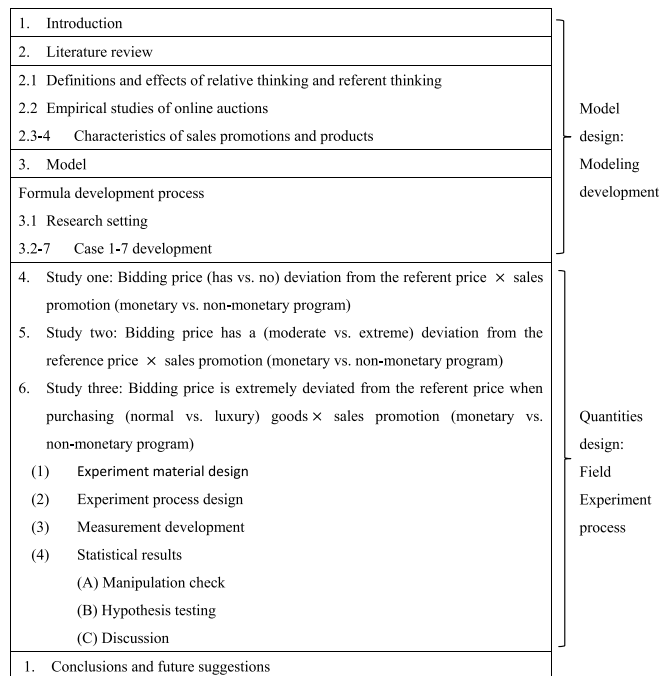 1. Introduction
2. Literature review
2.1 Definitions and effects of relative thinking and referent thinking
2.2 Empirical studies of online auctions
2.3-4 Characteristics of sales promotions and products
3. Model
Formula development process
3.1 Research setting
3.2-7 Case 1-7 development
Model
design:
Modeling
development
4. Study one: Bidding price (has vs. no) deviation from the referent price × sales
promotion (monetary vs. non-monetary program)
5. Study two: Bidding price has a (moderate vs. extreme) deviation from the
reference price × sales promotion (monetary vs. non-monetary program)
6. Study three: Bidding price is extremely deviated from the referent price when
purchasing (normal vs. luxury) goods × sales promotion (monetary vs.
non-monetary program)
(1) Experiment material design
(2) Experiment process design
(3) Measurement development
(4) Statistical results
(A) Manipulation check
(B) Hypothesis testing
(C) Discussion
Quantities
design:
Field
Experiment
process
1. Conclusions and future suggestions